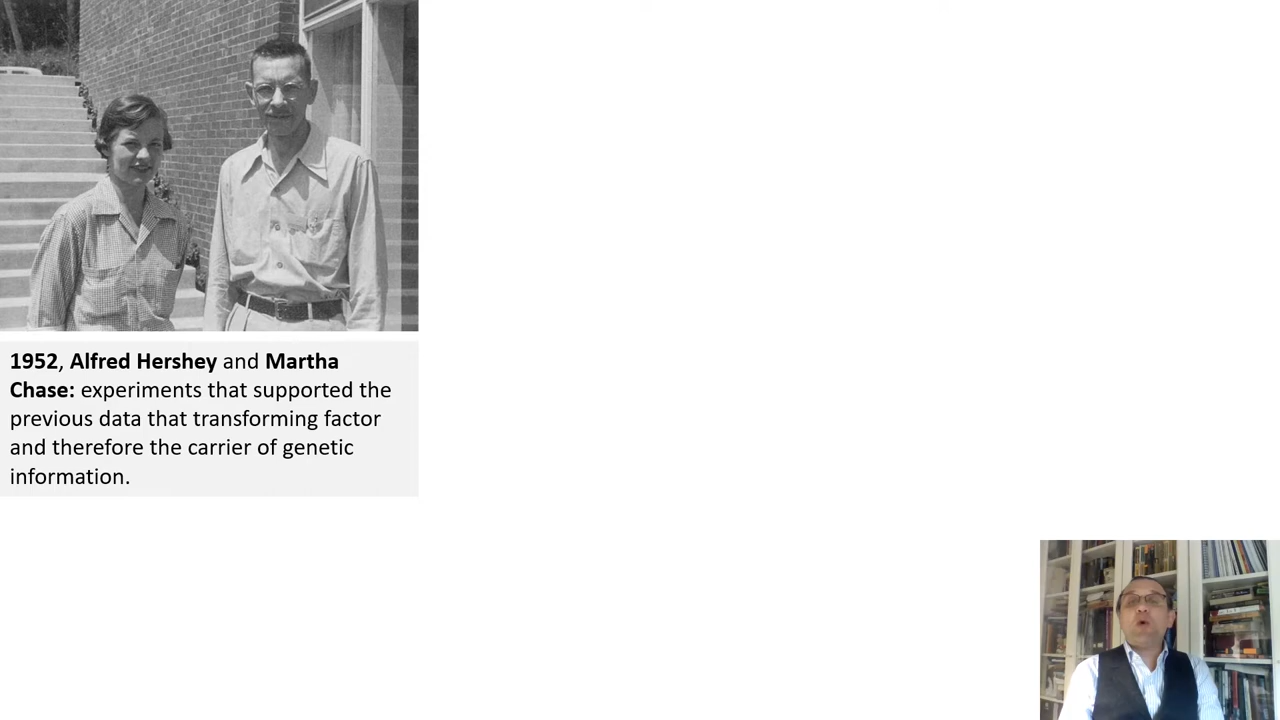 1952, Alfred Hershey and Martha
Chase: experiments that supported the
previous data that transforming factor
and therefore the carrier of genetic
information.